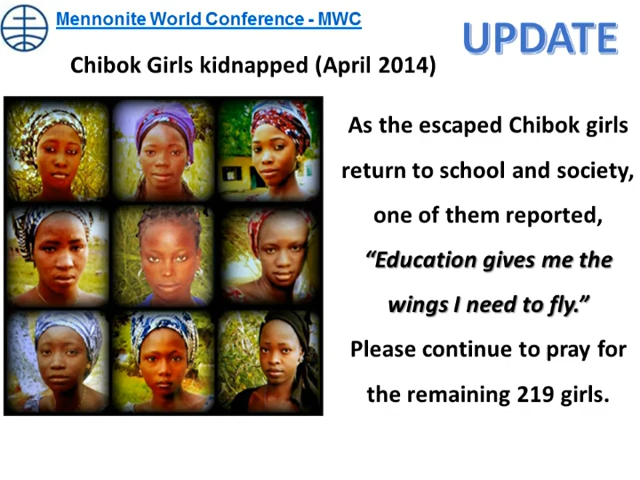 Mennonite World Conference - MWC
UPDATE
Chibok Girls kidnapped (April 2014)
As the escaped Chibok girls
return to school and society,
one of them reported,
“Education gives me the
wings I need to fly.”
Please continue to pray for
the remaining 219 girls.